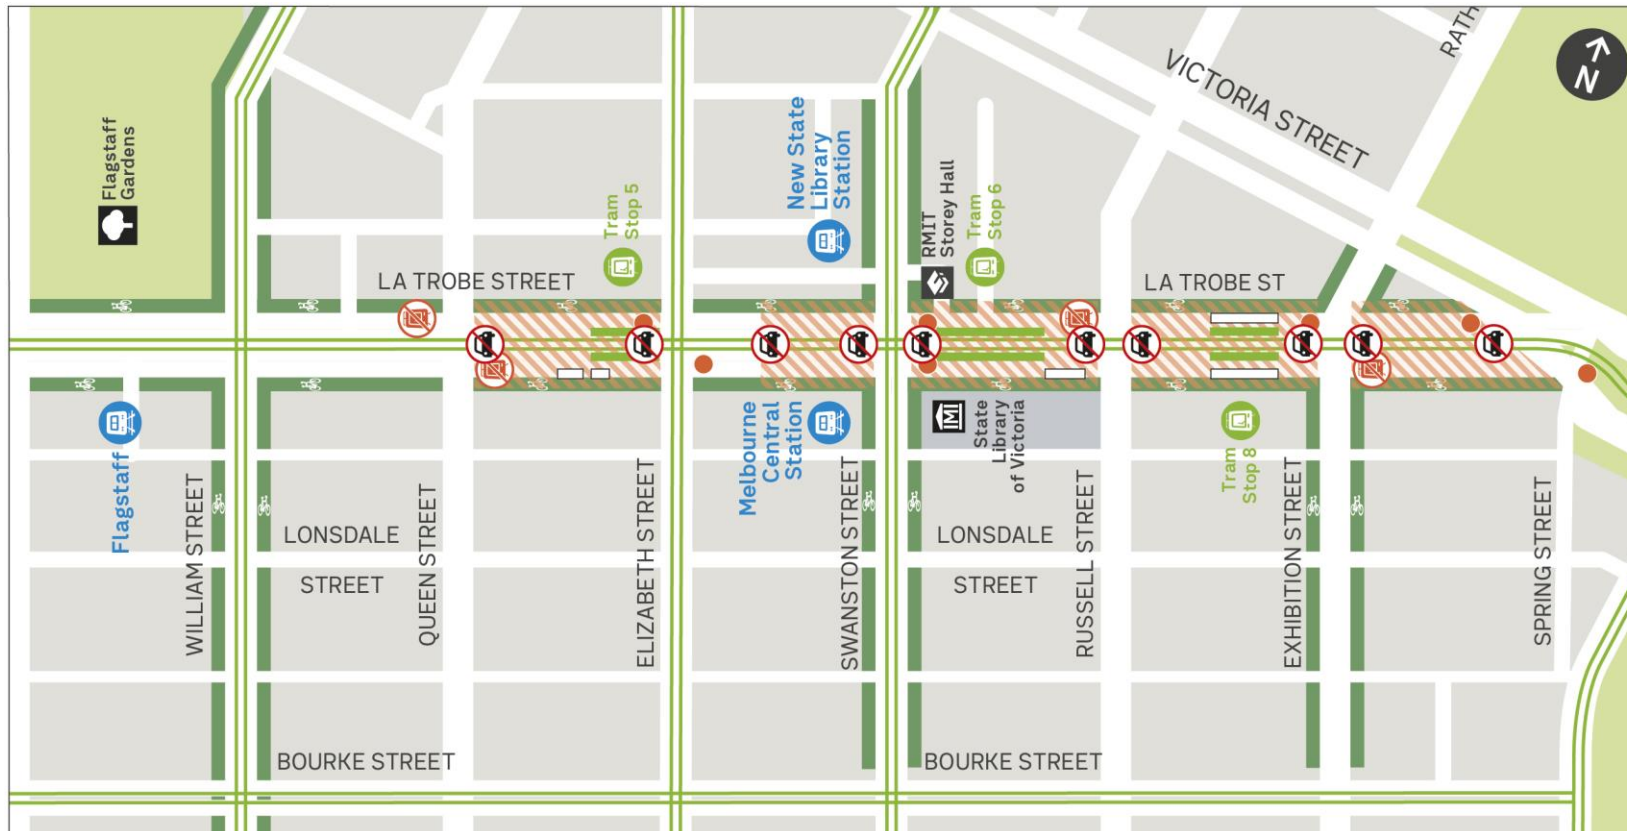 RATH
VICTORIA STREET
N
Flagstaff
Gardens
New State
Library
Station
RMIT
Storey Hall
Tram
Stop 5
Tram
Stop 6
LA TROBE STREET
LA TROBE ST
Flagstaff
Melbourne
Central
Station
State
Library
of Victoria
Tram
Stop 8
WILLIAM STREET
LONSDALE
STREET
QUEEN STREET
ELIZABETH STREET
SWANSTON STREET
LONSDALE
STREET
RUSSELL STREET
EXHIBITION STREET
SPRING STREET
BOURKE STREET
BOURKE STREET